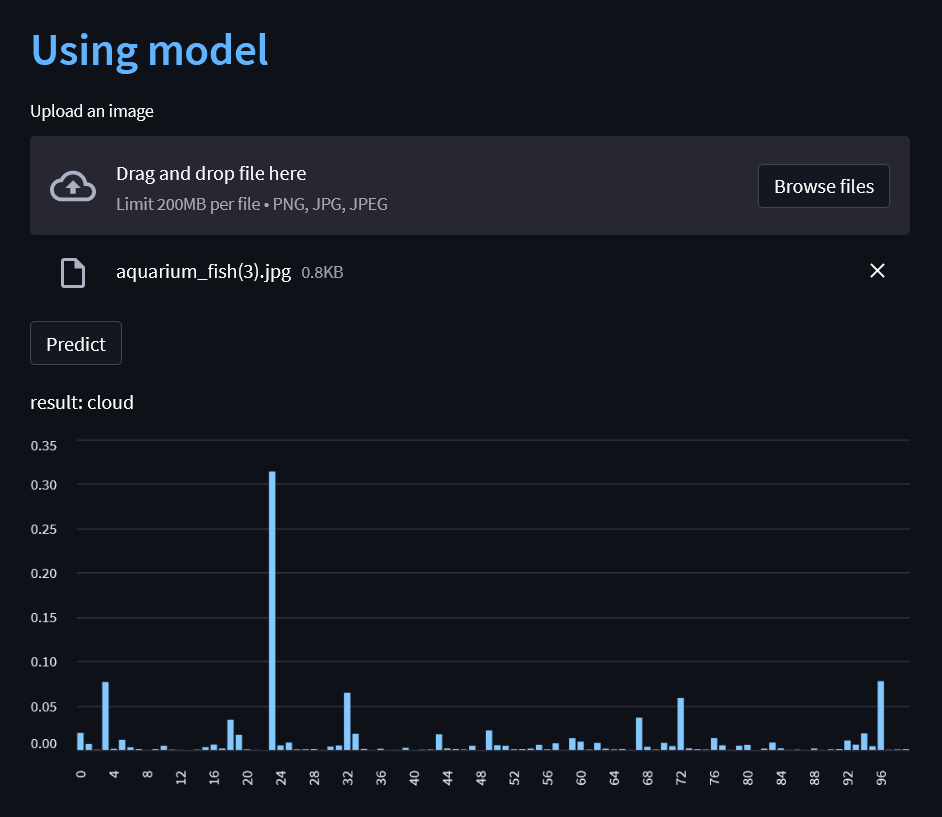 Using model
Upload an image
Drag and drop file here
Limit 200MB per file • PNG, JPG, JPEG
Browse files
aquarium_fish(3).jpg 0.8KB
Predict
result: cloud
0.35
0.30
0.25
0.20
0.15
0.10
0.05
0.00
0 4 8 12 16 20 24 28 32 36 40 44 48 52 56 60 64 68 72 76 80 84 88 92 96